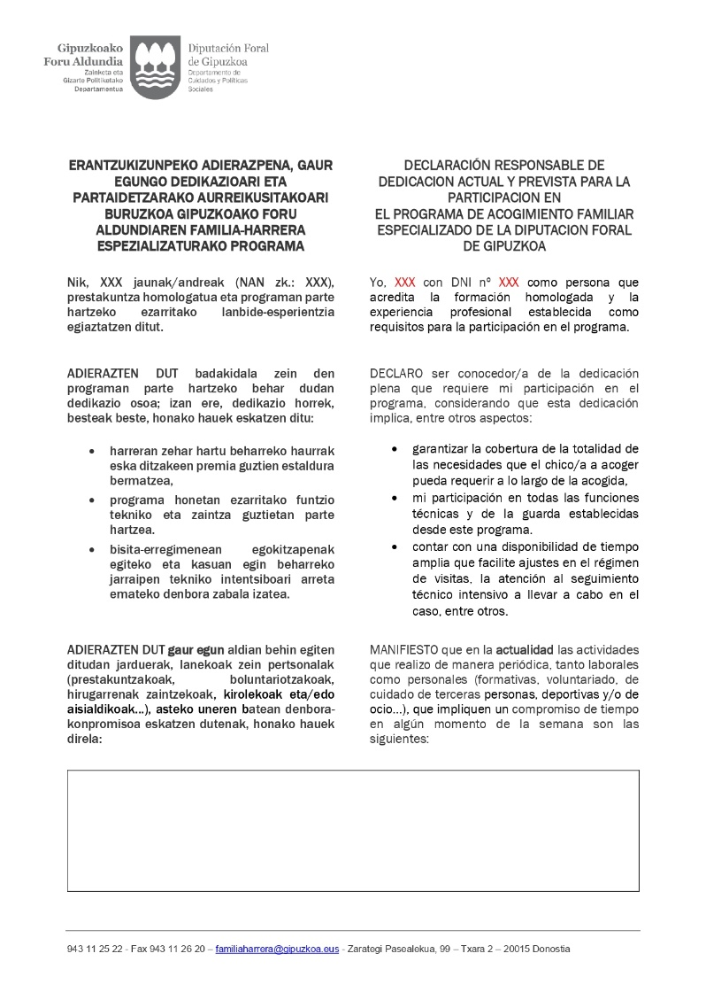 Gipuzkoako
Foru Aldundia
Zainketa eta
Gizarte Politiketako
Departamentua
Diputación Foral
de Gipuzkoa
Departamento de
Cuidados y Políticas
Sociales
ERANTZUKIZUNPEKO ADIERAZPENA, GAUR
EGUNGO DEDIKAZIOARI ETA
PARTAIDETZARAKO AURREIKUSITAKOARI
BURUZKOA GIPUZKOAKO FORU
ALDUNDIAREN FAMILIA-HARRERA
ESPEZIALIZATURAKO PROGRAMA
Nik, XXX jaunak/andreak (NAN zk.: XXX),
prestakuntza homologatua eta programan parte
hartzeko ezarritako lanbide-esperientzia
egiaztatzen ditut.
ADIERAZTEN DUT badakidala zein den
programan parte hartzeko behar dudan
dedikazio osoa; izan ere, dedikazio horrek,
besteak beste, honako hauek eskatzen ditu:
• harreran zehar hartu beharreko haurrak
eska ditzakeen premia guztien estaldura
bermatzea,
• programa honetan ezarritako funtzio
tekniko eta zaintza guztietan parte
hartzea.
• bisita-erregimenean egokitzapenak
egiteko eta kasuan egin beharreko
jarraipen tekniko intentsiboari arreta
emateko denbora zabala izatea.
ADIERAZTEN DUT gaur egun aldian behin egiten
ditudan jarduerak, lanekoak zein pertsonalak
(prestakuntzakoak, boluntariotzakoak,
hirugarrenak zaintzekoak, kirolekoak eta/edo
aisialdikoak...), asteko uneren batean denbora-
konpromisoa eskatzen dutenak, honako hauek
direla:
DECLARACIÓN RESPONSABLE DE
DEDICACION ACTUAL Y PREVISTA PARA LA
PARTICIPACION EN
EL PROGRAMA DE ACOGIMIENTO FAMILIAR
ESPECIALIZADO DE LA DIPUTACION FORAL
DE GIPUZKOA
Yo, XXX con DNI nº XXX como persona que
acredita la formación homologada y la
experiencia profesional establecida como
requisitos para la participación en el programa.
DECLARO ser conocedor/a de la dedicación
plena que requiere mi participación en el
programa, considerando que esta dedicación
implica, entre otros aspectos:
• garantizar la cobertura de la totalidad de
las necesidades que el chico/a a acoger
pueda requerir a lo largo de la acogida,
• mi participación en todas las funciones
técnicas y de la guarda establecidas
desde este programa.
• contar con una disponibilidad de tiempo
amplia que facilite ajustes en el régimen
de visitas, la atención al seguimiento
técnico intensivo a llevar a cabo en el
caso, entre otros.
MANIFIESTO que en la actualidad las actividades
que realizo de manera periódica, tanto laborales
como personales (formativas, voluntariado, de
cuidado de terceras personas, deportivas y/o de
ocio...), que impliquen un compromiso de tiempo
en algún momento de la semana son las
siguientes:
943 11 25 22 - Fax 943 11 26 20 – familiaharrera@gipuzkoa.eus - Zarategi Pasealekua, 99 – Txara 2 – 20015 Donostia